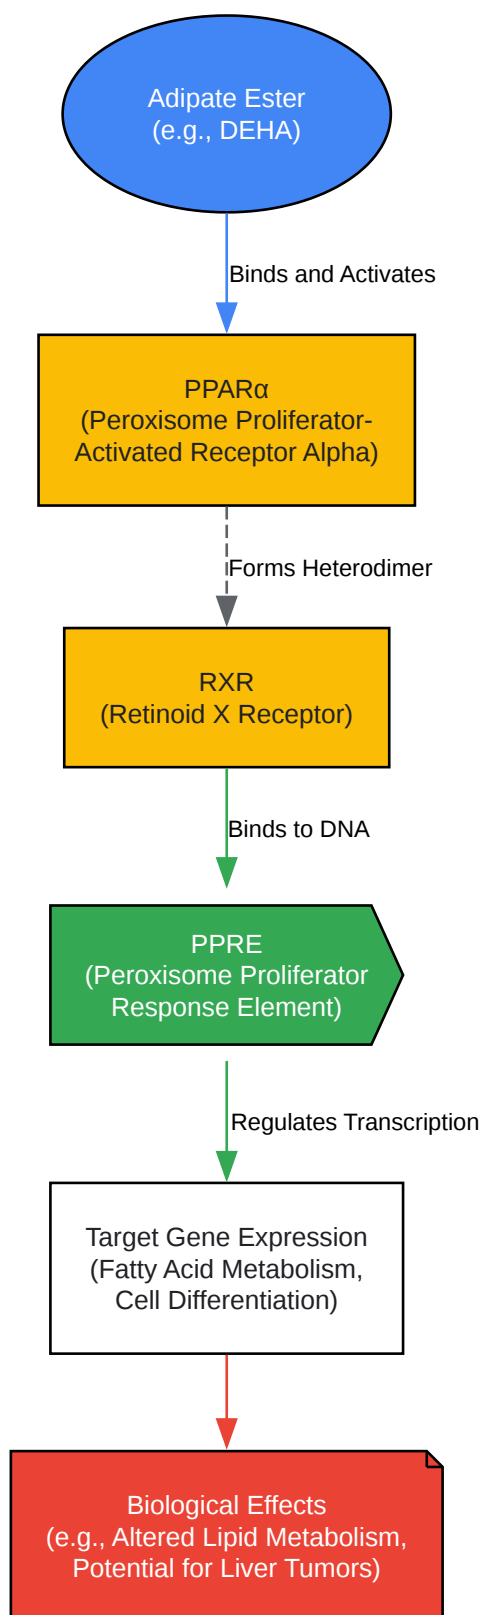 Adipate Ester
(e.g., DEHA)
Binds and Activates
PPARα
(Peroxisome Proliferator-
Activated Receptor Alpha)
Forms Heterodimer
RXR
(Retinoid X Receptor)
Binds to DNA
PPRE
(Peroxisome Proliferator
Response Element)
Regulates Transcription
Target Gene Expression
(Fatty Acid Metabolism,
Cell Differentiation)
Biological Effects
(e.g., Altered Lipid Metabolism,
Potential for Liver Tumors)